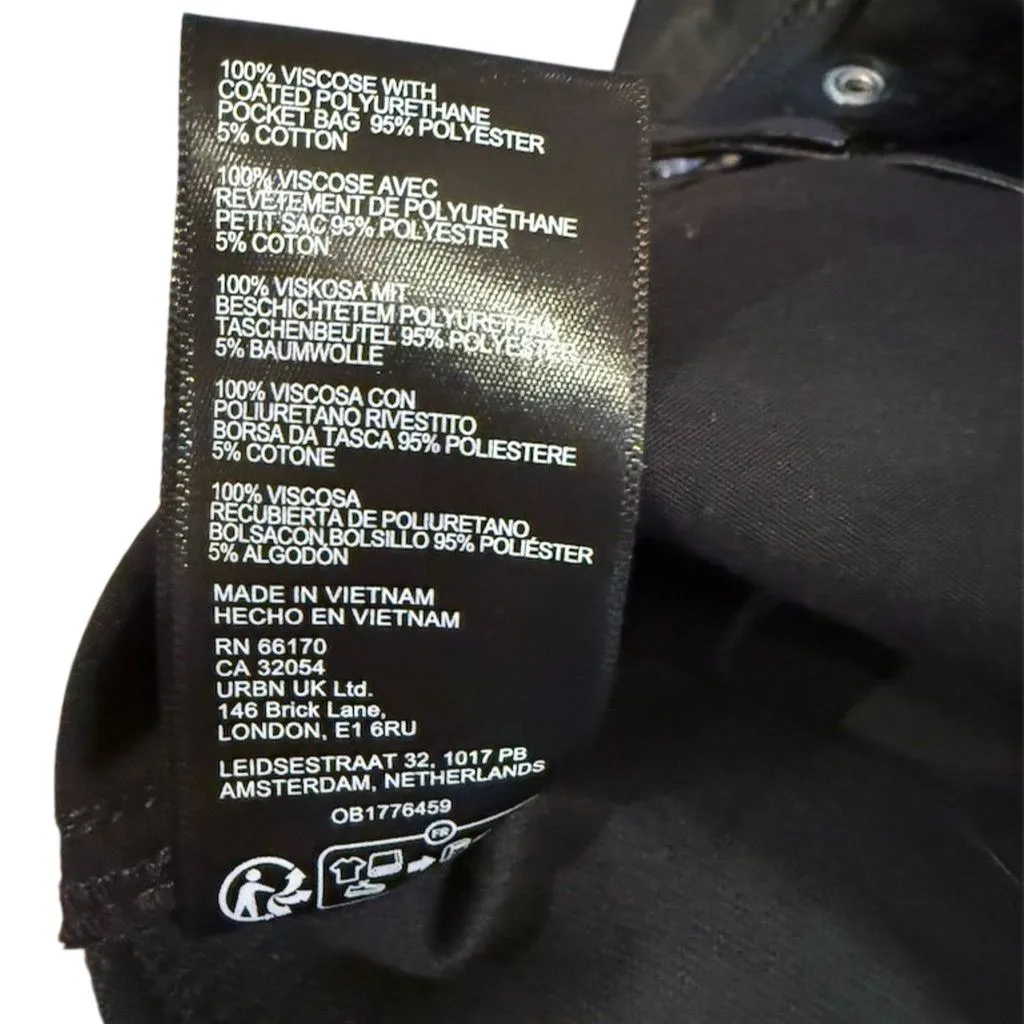 100% VISCOSE WITH
COATED POLYURETHANE
POCKET BAG 95% POLYESTER
5% COTTON
100% VISCOSE AVEC
REVÊTEMENT DE POLYURÉTHANE
PETIT SAC 95% POLYESTER
5% COTON
100% VISKOSA MIT
BESCHICHTETEM POLYURETHAN
TASCHENBEUTEL 95% POLYESTER
5% BAUMWOLLE
100% VISCOSA CON
POLIURETANO RIVESTITO
BORSA DA TASCA 95% POLIESTERE
5% COTONE
100% VISCOSA
RECUBIERTA DE POLIURETANO
BOLSACON BOLSILLO 95% POLIÉSTER
5% ALGODÓN
MADE IN VIETNAM
HECHO EN VIETNAM
RN 66170
CA 32054
URBN UK Ltd.
146 Brick Lane,
LONDON, E1 6RU
LEIDSESTRAAT 32, 1017 PB
AMSTERDAM, NETHERLANDS
OB1776459
FR